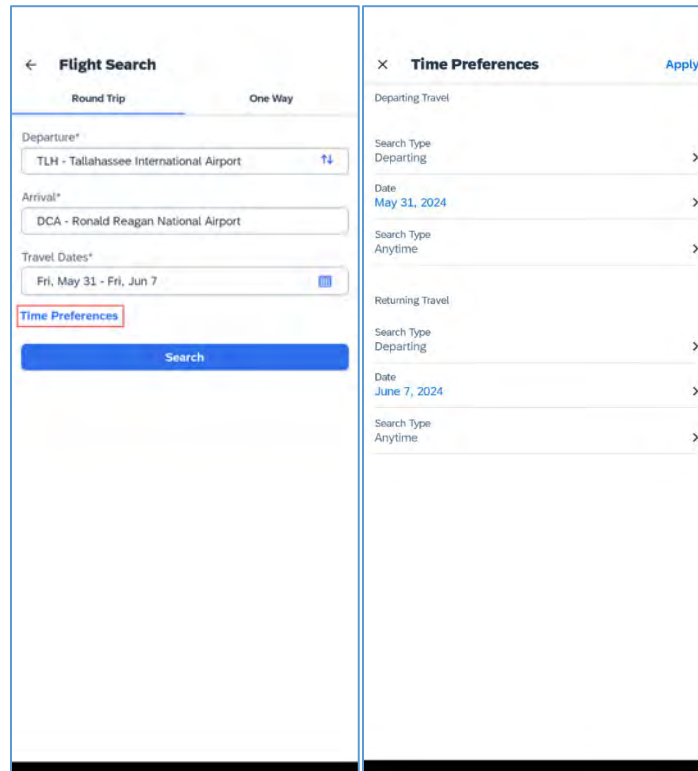 ← Flight Search
Round Trip One Way
Departure*
TLH - Tallahassee International Airport
Arrival*
DCA - Ronald Reagan National Airport
Travel Dates*
Fri, May 31 - Fri, Jun 7
Time Preferences
Search
× Time Preferences Apply
Departing Travel
Search Type
Departing
Date
May 31, 2024
Search Type
Anytime
Returning Travel
Search Type
Departing
Date
June 7, 2024
Search Type
Anytime